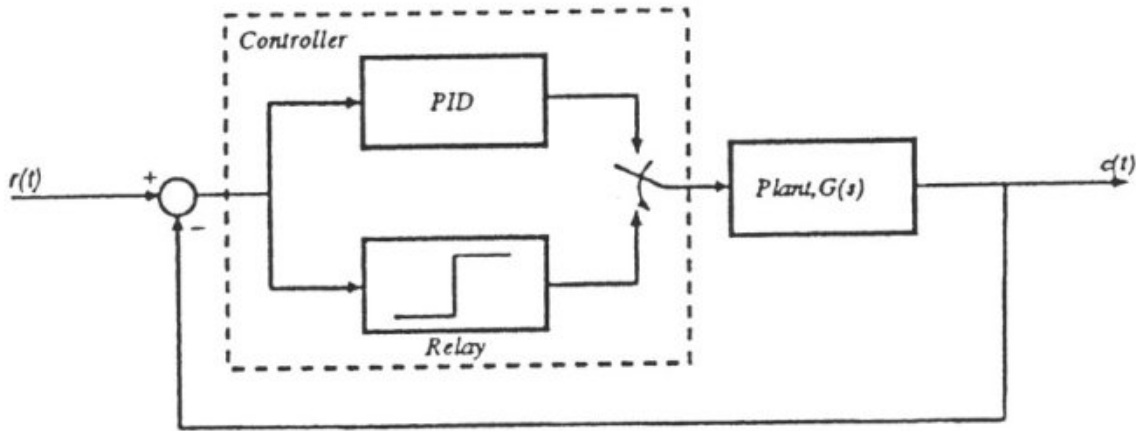 Controller
PID
r(t)
+
−
Plant,G(s)
c(t)
Relay